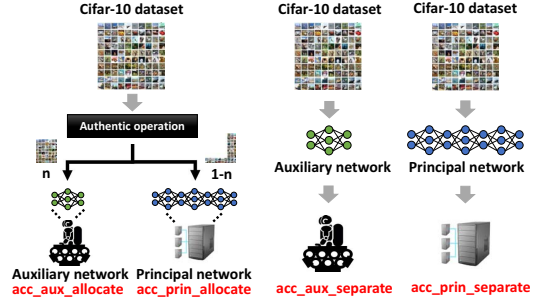 Cifar-10 dataset
Authentic operation
n
1-n
Auxiliary network
acc_aux_allocate
Principal network
acc_prin_allocate
Cifar-10 dataset
Auxiliary network
acc_aux_separate
Cifar-10 dataset
Principal network
acc_prin_separate